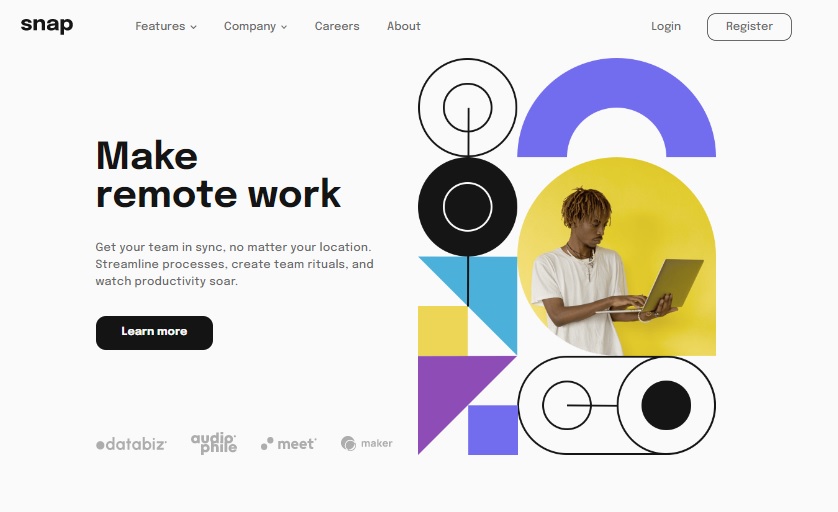 snap
Features
Company
Careers
About
Login
Register
Make
remote work
Get your team in sync, no matter your location.
Streamline processes, create team rituals, and
watch productivity soar.
Learn more
databiz
audio
phile
meet
maker